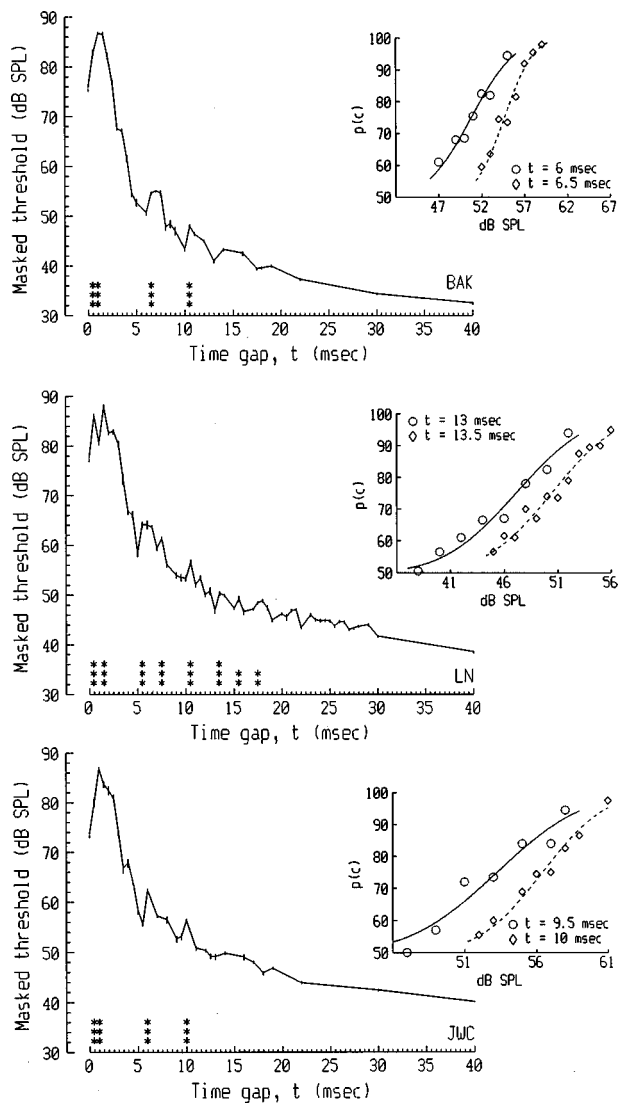 Masked threshold (dB SPL)
90
80
70
60
50
40
30
0 5 10 15 20 25 30 35 40
Time gap, t (msec)
BAK
p(c)
100
90
80
70
60
50
47 52 57 62 67
dB SPL
t = 6 msec
t = 6.5 msec
*** *** *** ***
Masked threshold (dB SPL)
90
80
70
60
50
40
30
0 5 10 15 20 25 30 35 40
Time gap, t (msec)
LN
p(c)
100
90
80
70
60
50
41 46 51 56
dB SPL
t = 13 msec
t = 13.5 msec
*** *** *** *** *** *** ** **
Masked threshold (dB SPL)
90
80
70
60
50
40
30
0 5 10 15 20 25 30 35 40
Time gap, t (msec)
JWC
p(c)
100
90
80
70
60
50
51 56 61
dB SPL
t = 9.5 msec
t = 10 msec
*** *** *** ***